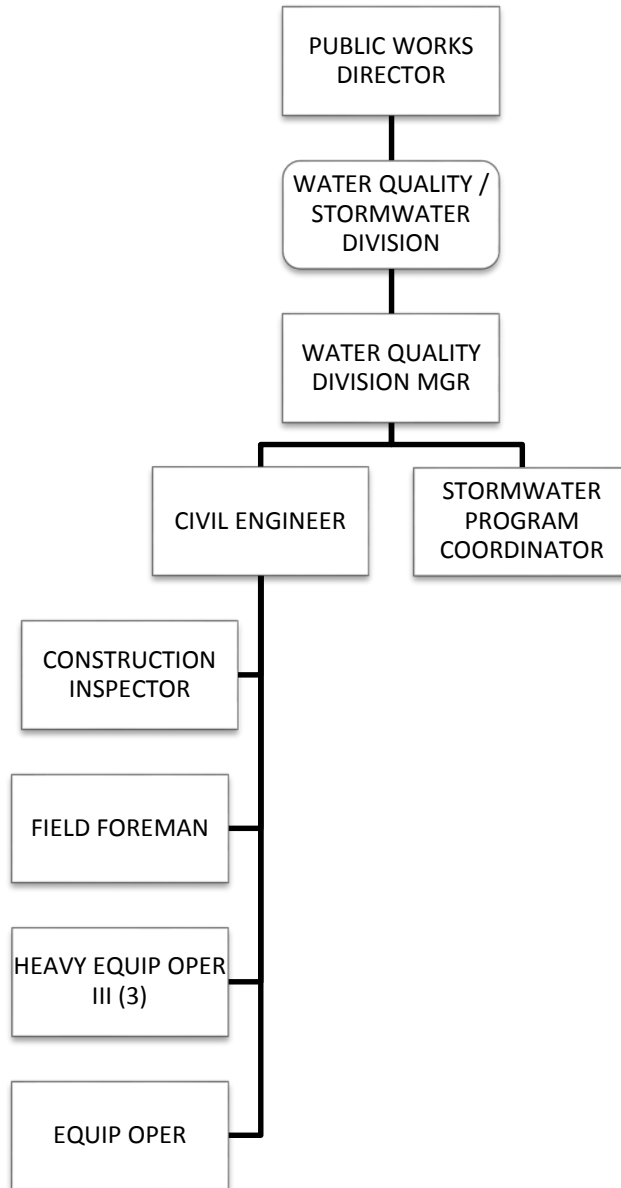 PUBLIC WORKS
DIRECTOR
WATER QUALITY /
STORMWATER
DIVISION
WATER QUALITY
DIVISION MGR
CIVIL ENGINEER
STORMWATER
PROGRAM
COORDINATOR
CONSTRUCTION
INSPECTOR
FIELD FOREMAN
HEAVY EQUIP OPER
III (3)
EQUIP OPER